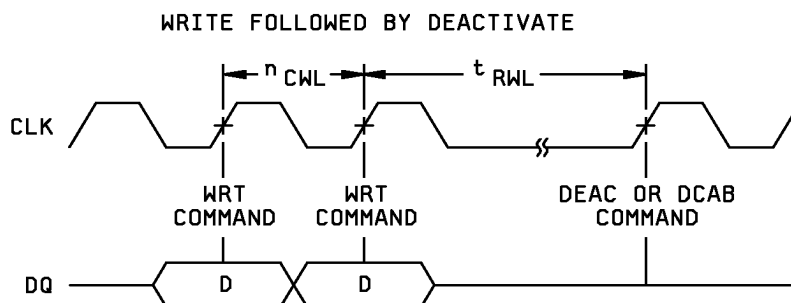 WRITE FOLLOWED BY DEACTIVATE
n CWL
t RWL
CLK
WRT
COMMAND
WRT
COMMAND
DEAC OR DCAB
COMMAND
DQ
D
D